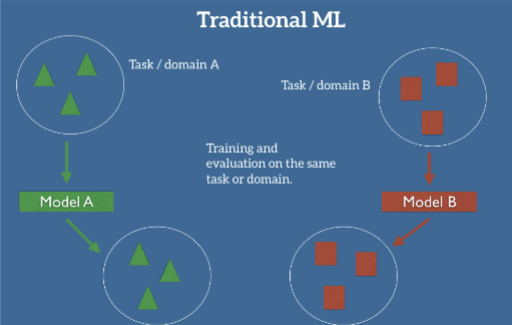 Traditional ML
Task / domain A
Task / domain B
Training and
evaluation on the same
task or domain.
Model A
Model B